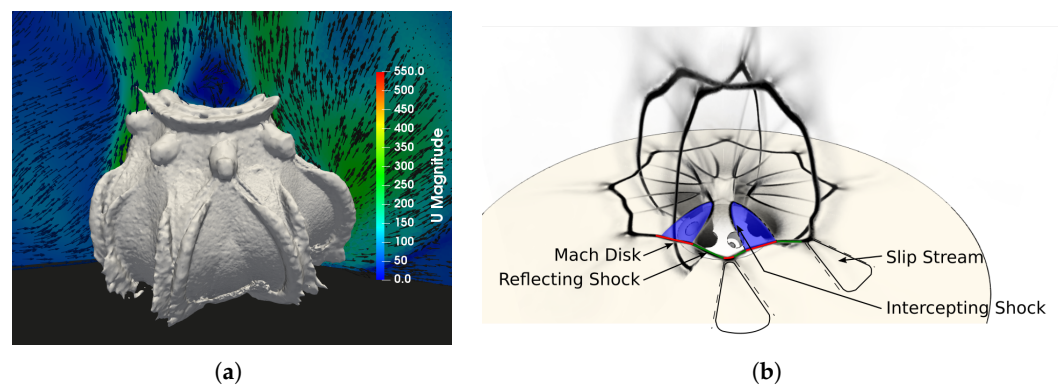 550.0
450
400
350
300
250
200
150
100
50
0.0
U Magnitude
Mach Disk
Reflecting Shock
Slip Stream
Intercepting Shock
(a)
(b)